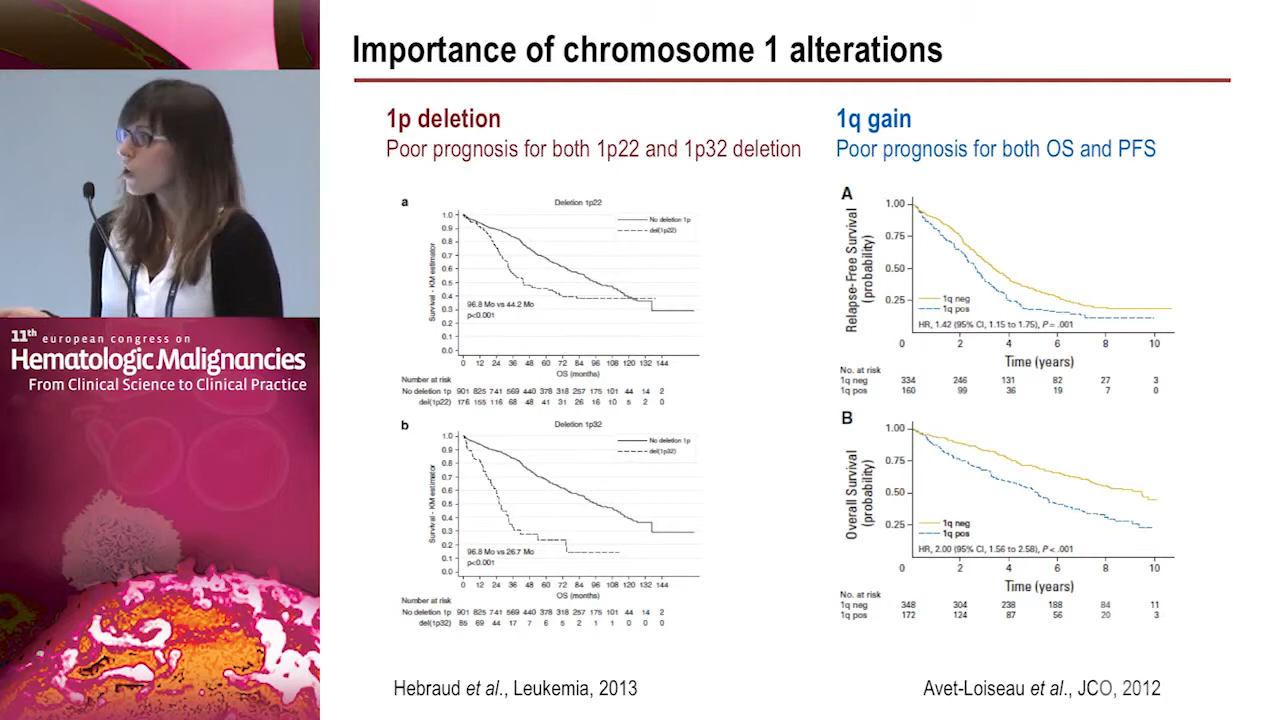 Importance of chromosome 1 alterations
1p deletion
Poor prognosis for both 1p22 and 1p32 deletion
a
Deletion 1p22
No deletion 1p
del(1p22)
Survival - KM estimator
1.0
0.9
0.8
0.7
0.6
0.5
0.4
0.3
0.2
0.1
0.0
96.8 Mo vs 44.2 Mo
p<0.001
0 12 24 36 48 60 72 84 96 108 120 132 144
OS (months)
Number at risk
No deletion 1p 901 825 741 569 440 378 318 257 175 101 44 14 2
del(1p22) 176 155 116 68 48 41 31 26 16 10 5 2 0
b
Deletion 1p32
No deletion 1p
del(1p32)
Survival - KM estimator
1.0
0.9
0.8
0.7
0.6
0.5
0.4
0.3
0.2
0.1
0.0
96.8 Mo vs 26.7 Mo
p<0.001
0 12 24 36 48 60 72 84 96 108 120 132 144
OS (months)
Number at risk
No deletion 1p 901 825 741 569 440 378 318 257 175 101 44 14 2
del(1p32) 85 69 44 17 7 6 5 2 1 1 0 0 0
Hebraud et al., Leukemia, 2013
1q gain
Poor prognosis for both OS and PFS
A
Relapse-Free Survival
(probability)
1.00
0.75
0.50
0.25
1q neg
1q pos
HR, 1.42 (95% CI, 1.15 to 1.75), P = .001
0 2 4 6 8 10
Time (years)
No. at risk
1q neg 334 246 131 82 27 3
1q pos 160 99 36 19 7 0
B
Overall Survival
(probability)
1.00
0.75
0.50
0.25
1q neg
1q pos
HR, 2.00 (95% CI, 1.56 to 2.58), P < .001
0 2 4 6 8 10
Time (years)
No. at risk
1q neg 348 304 238 188 84 11
1q pos 172 124 87 56 20 3
Avet-Loiseau et al., JCO, 2012
11th european congress on
Hematologic Malignancies
From Clinical Science to Clinical Practice